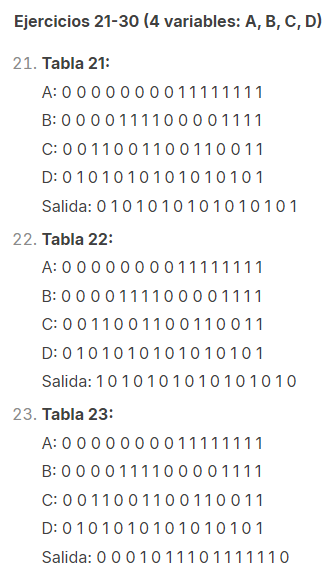 Ejercicios 21-30 (4 variables: A, B, C, D)
21. Tabla 21:
A: 0 0 0 0 0 0 0 0 1 1 1 1 1 1 1 1
B: 0 0 0 0 1 1 1 1 0 0 0 0 1 1 1 1
C: 0 0 1 1 0 0 1 1 0 0 1 1 0 0 1 1
D: 0 1 0 1 0 1 0 1 0 1 0 1 0 1 0 1
Salida: 0 1 0 1 0 1 0 1 0 1 0 1 0 1 0 1
22. Tabla 22:
A: 0 0 0 0 0 0 0 0 1 1 1 1 1 1 1 1
B: 0 0 0 0 1 1 1 1 0 0 0 0 1 1 1 1
C: 0 0 1 1 0 0 1 1 0 0 1 1 0 0 1 1
D: 0 1 0 1 0 1 0 1 0 1 0 1 0 1 0 1
Salida: 1 0 1 0 1 0 1 0 1 0 1 0 1 0 1 0
23. Tabla 23:
A: 0 0 0 0 0 0 0 0 1 1 1 1 1 1 1 1
B: 0 0 0 0 1 1 1 1 0 0 0 0 1 1 1 1
C: 0 0 1 1 0 0 1 1 0 0 1 1 0 0 1 1
D: 0 1 0 1 0 1 0 1 0 1 0 1 0 1 0 1
Salida: 0 0 0 1 0 1 1 1 0 1 1 1 1 1 1 0